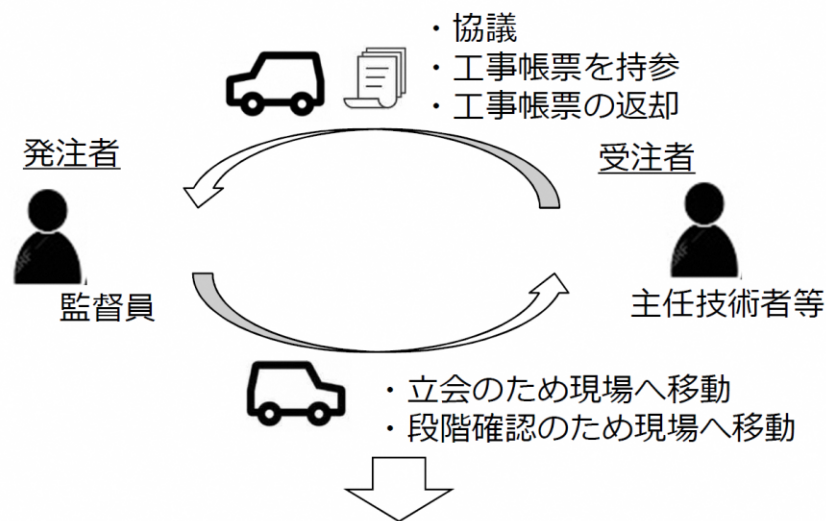 ・協議
・工事帳票を持参
・工事帳票の返却
発注者
受注者
監督員
主任技術者等
・立会のため現場へ移動
・段階確認のため現場へ移動